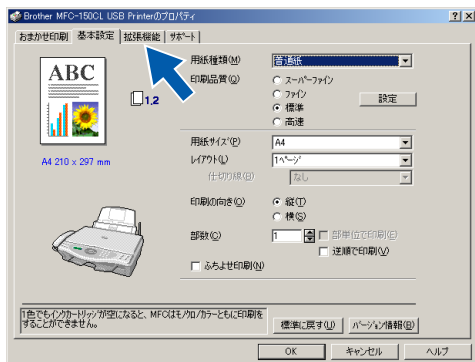 Brother MFC-150CL USB Printerのプロパティ
? ×
おまかせ印刷 基本設定 拡張機能 サポート
ABC
1,2
A4 210 x 297 mm
用紙種類(M) 普通紙
印刷品質(Q) スーパーファイン
ファイン
標準
高速
設定
用紙サイズ(P) A4
レイアウト(L) 1ページ
仕切り線(B) なし
印刷の向き(O) 縦(T)
横(S)
部数(C) 1 部単位で印刷(E)
逆順で印刷(V)
ふちよせ印刷(N)
1色でもインクカートリッジが空になると、MFCはモノクロ/カラーともに印刷を
することができません。
標準に戻す(U) バージョン情報(B)
OK キャンセル ヘルプ